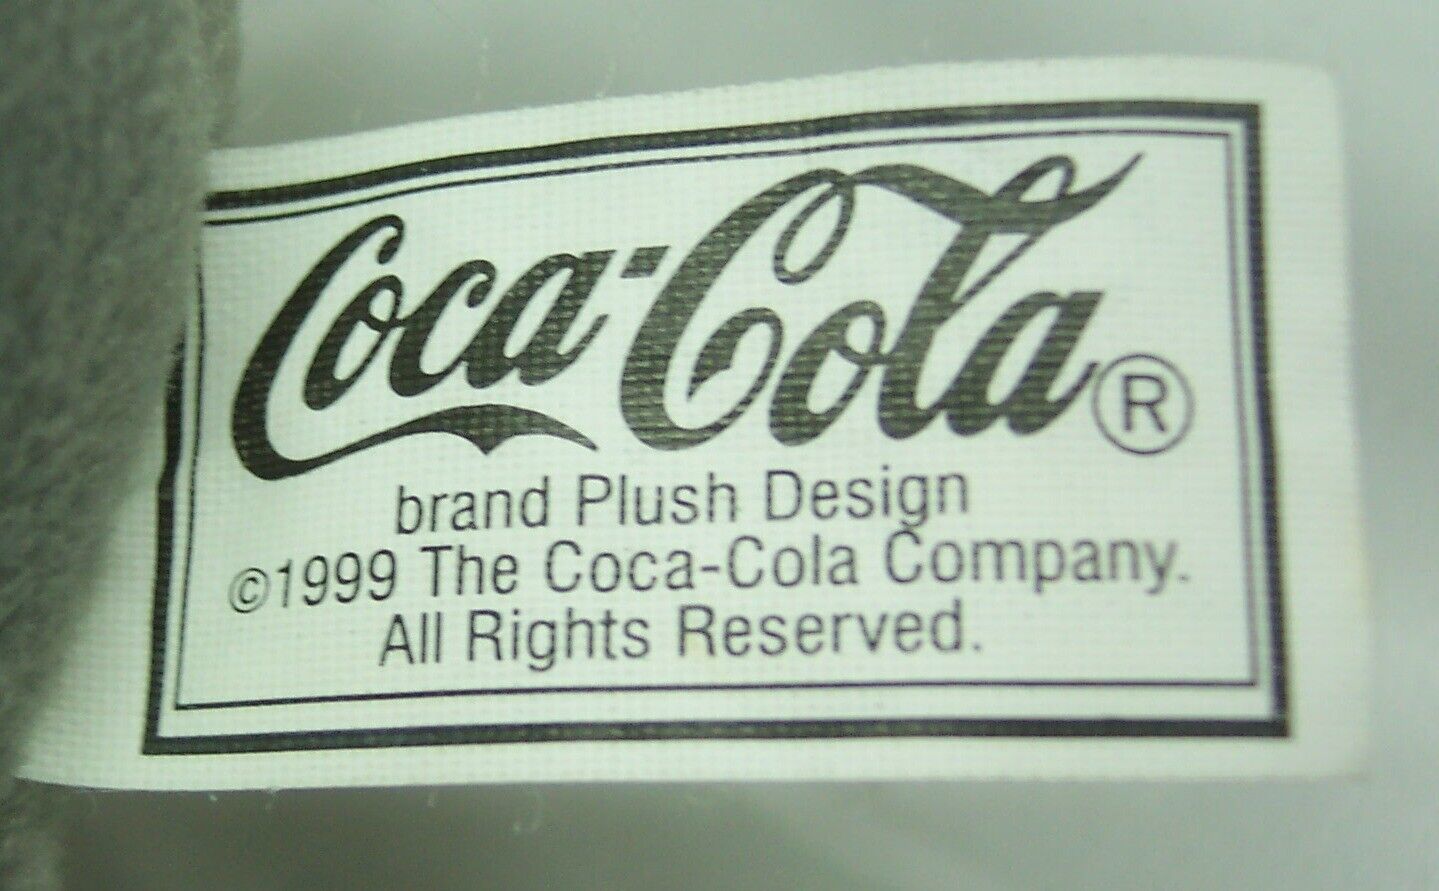 Coca-Cola®
brand Plush Design
©1999 The Coca-Cola Company.
All Rights Reserved.